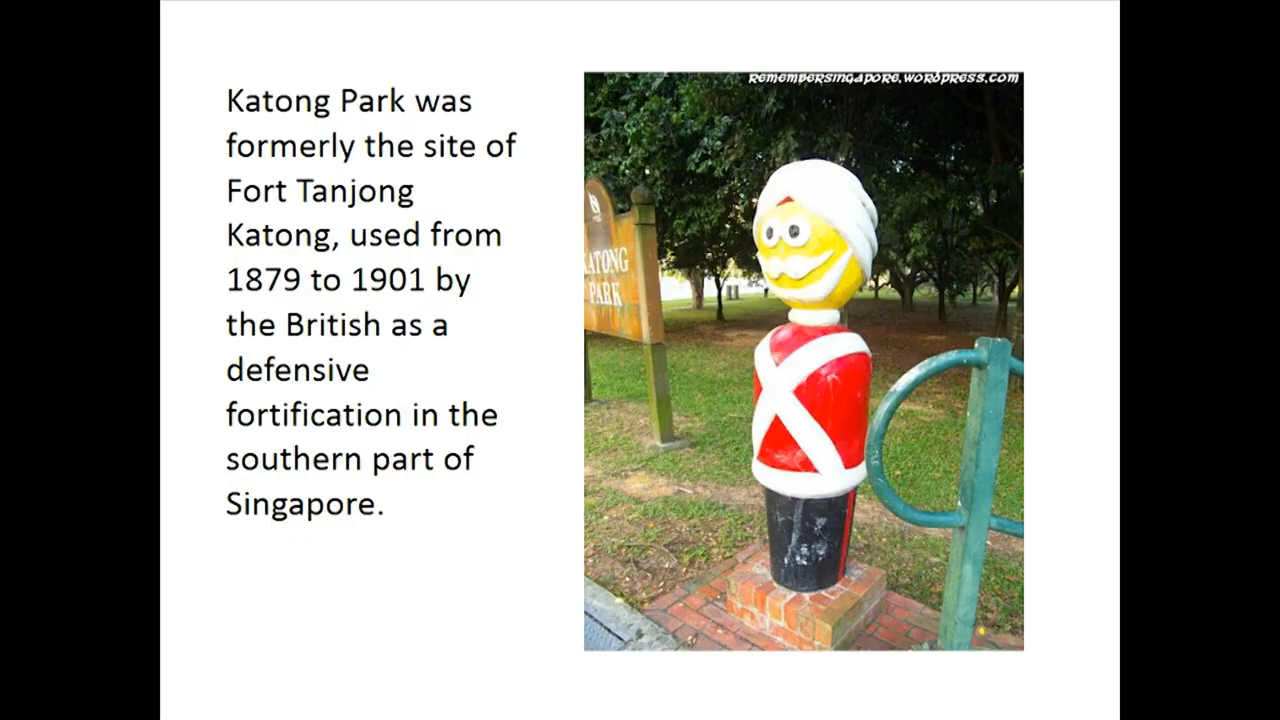 Katong Park was
formerly the site of
Fort Tanjong
Katong, used from
1879 to 1901 by
the British as a
defensive
fortification in the
southern part of
Singapore.
REMEMBERSINGAPORE.WORDPRESS.COM
KATONG
PARK